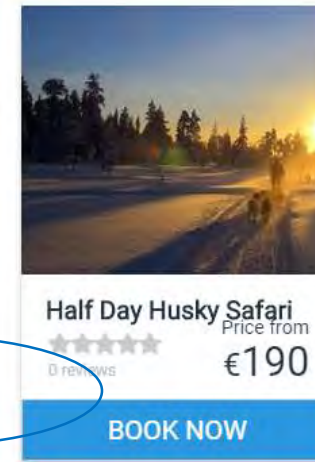 Half Day Husky Safari
Price from
0 reviews
€190
BOOK NOW